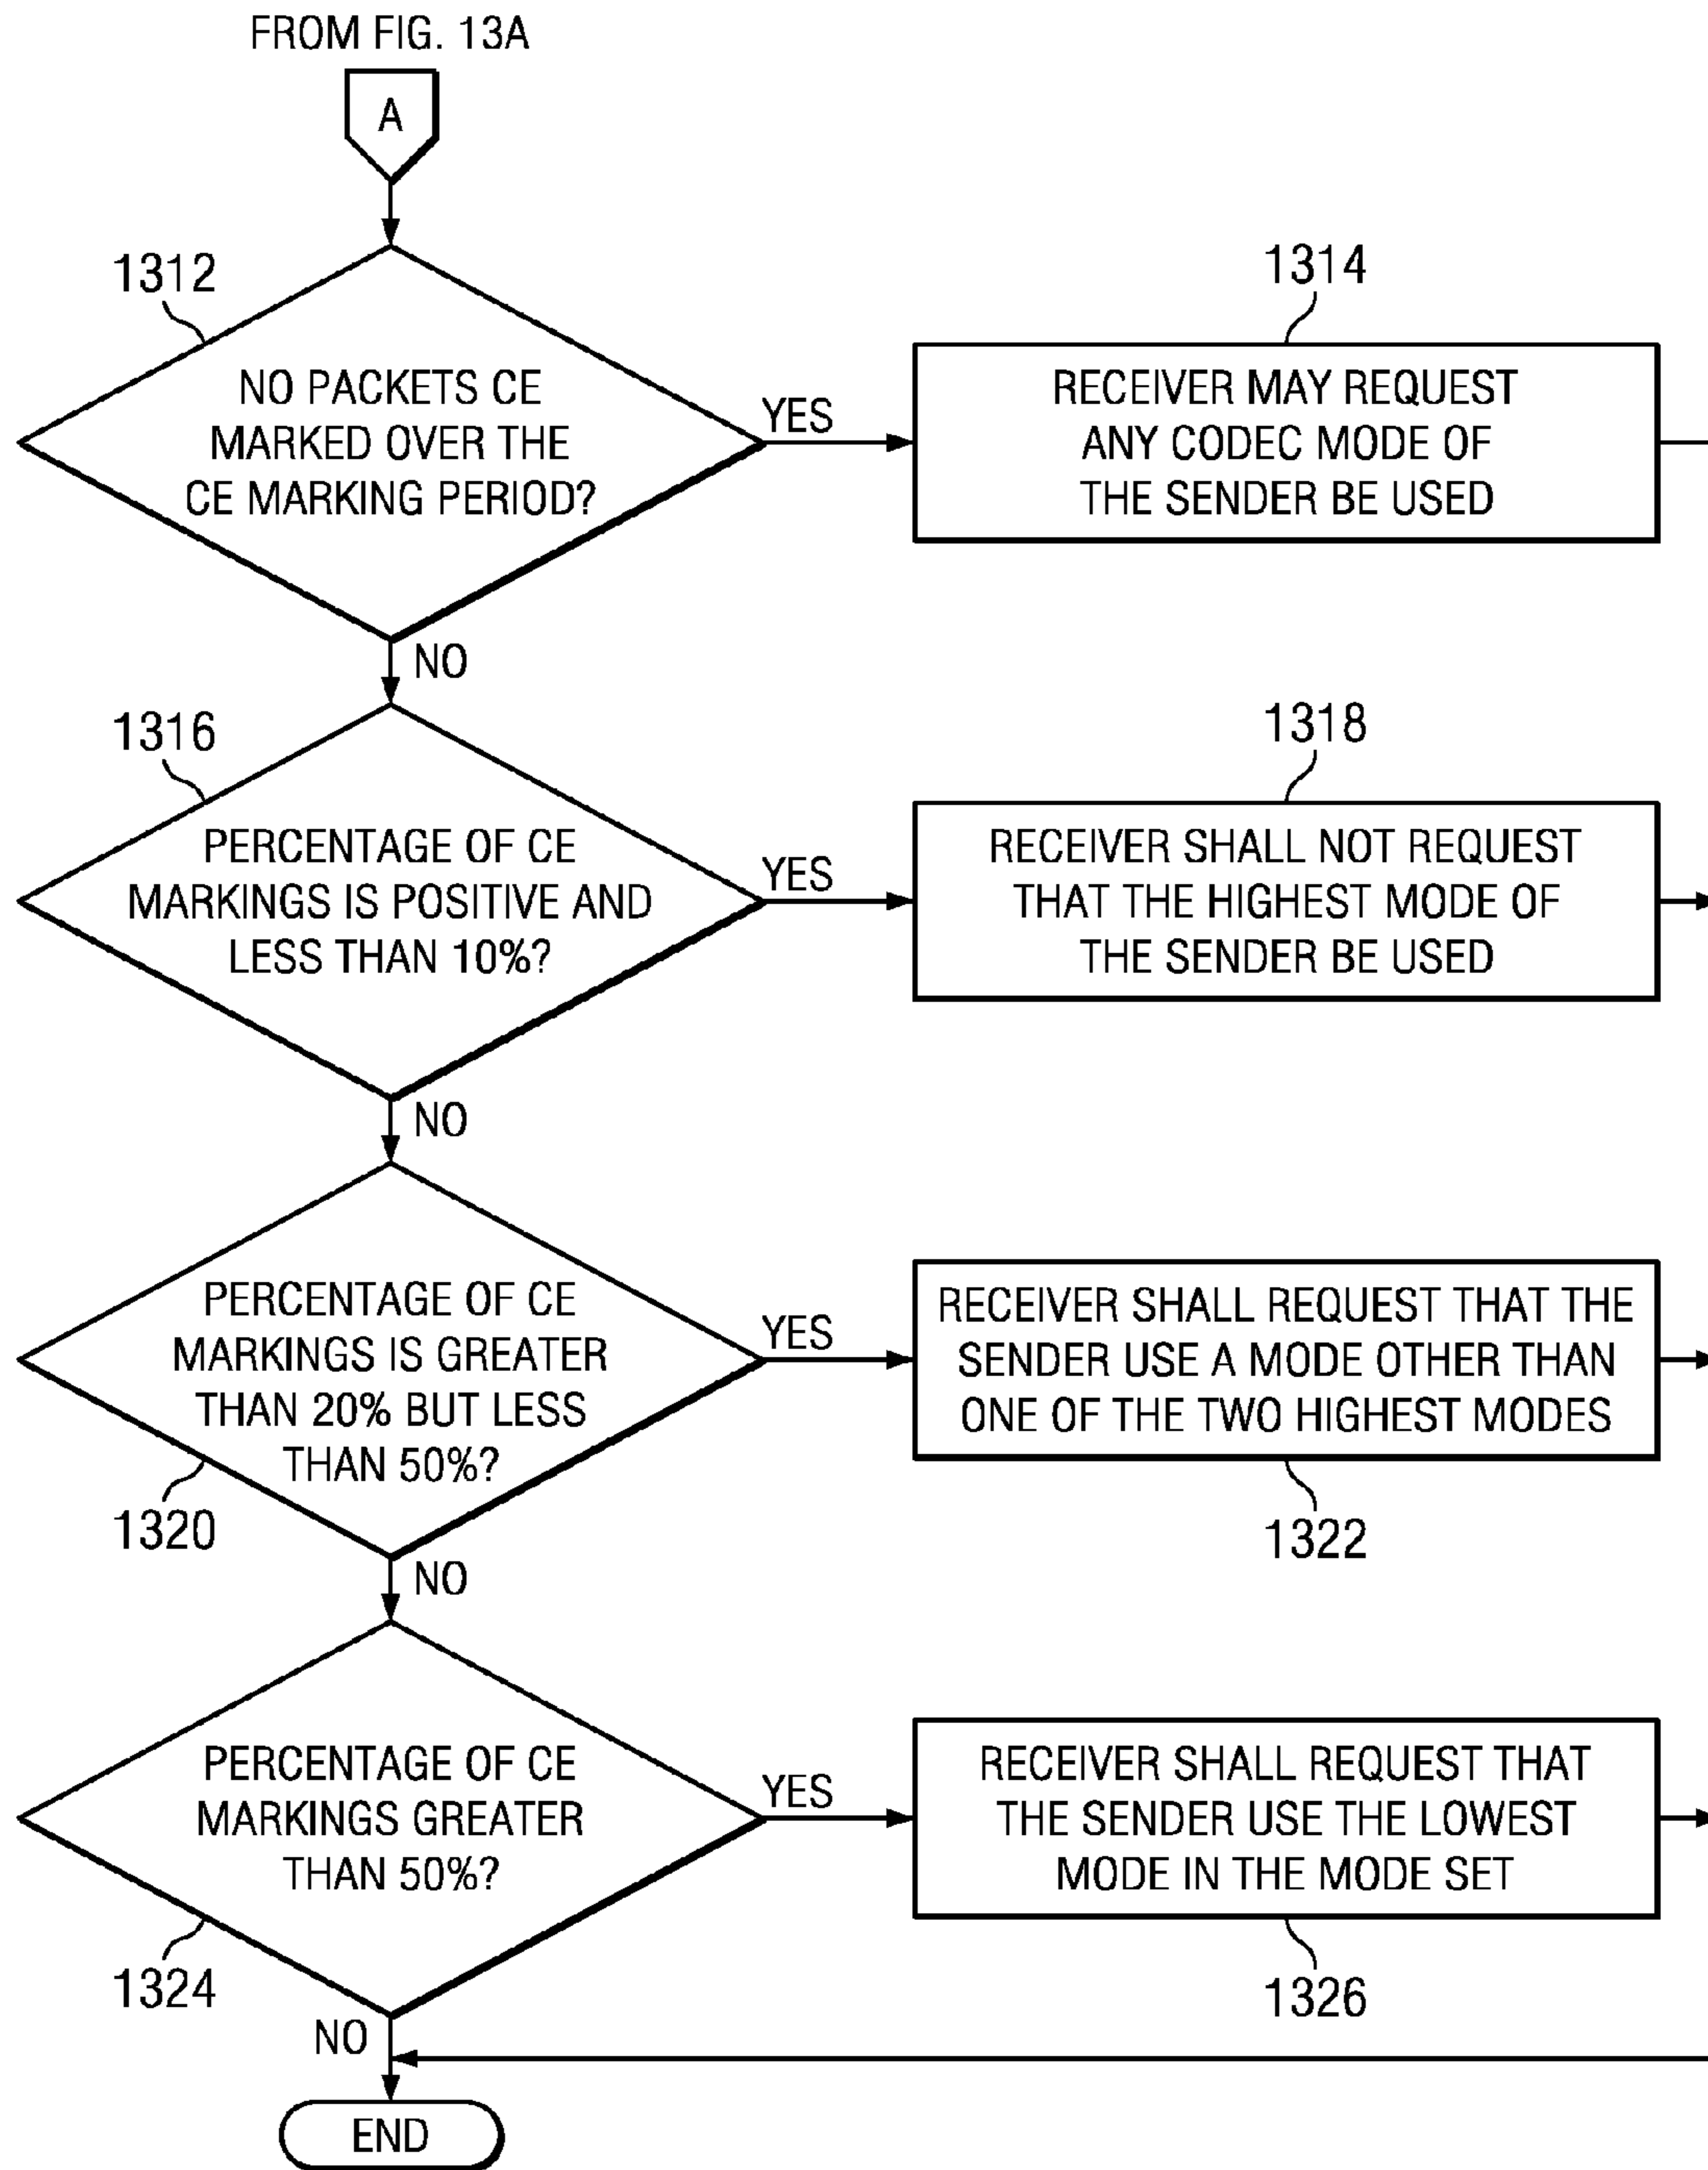 FROM FIG. 13A
A
1312
NO PACKETS CE
MARKED OVER THE
CE MARKING PERIOD?
YES
1314
RECEIVER MAY REQUEST
ANY CODEC MODE OF
THE SENDER BE USED
NO
1316
PERCENTAGE OF CE
MARKINGS IS POSITIVE AND
LESS THAN 10%?
YES
1318
RECEIVER SHALL NOT REQUEST
THAT THE HIGHEST MODE OF
THE SENDER BE USED
NO
PERCENTAGE OF CE
MARKINGS IS GREATER
THAN 20% BUT LESS
THAN 50%?
1320
YES
RECEIVER SHALL REQUEST THAT THE
SENDER USE A MODE OTHER THAN
ONE OF THE TWO HIGHEST MODES
1322
NO
PERCENTAGE OF CE
MARKINGS GREATER
THAN 50%?
1324
YES
RECEIVER SHALL REQUEST THAT
THE SENDER USE THE LOWEST
MODE IN THE MODE SET
1326
NO
END